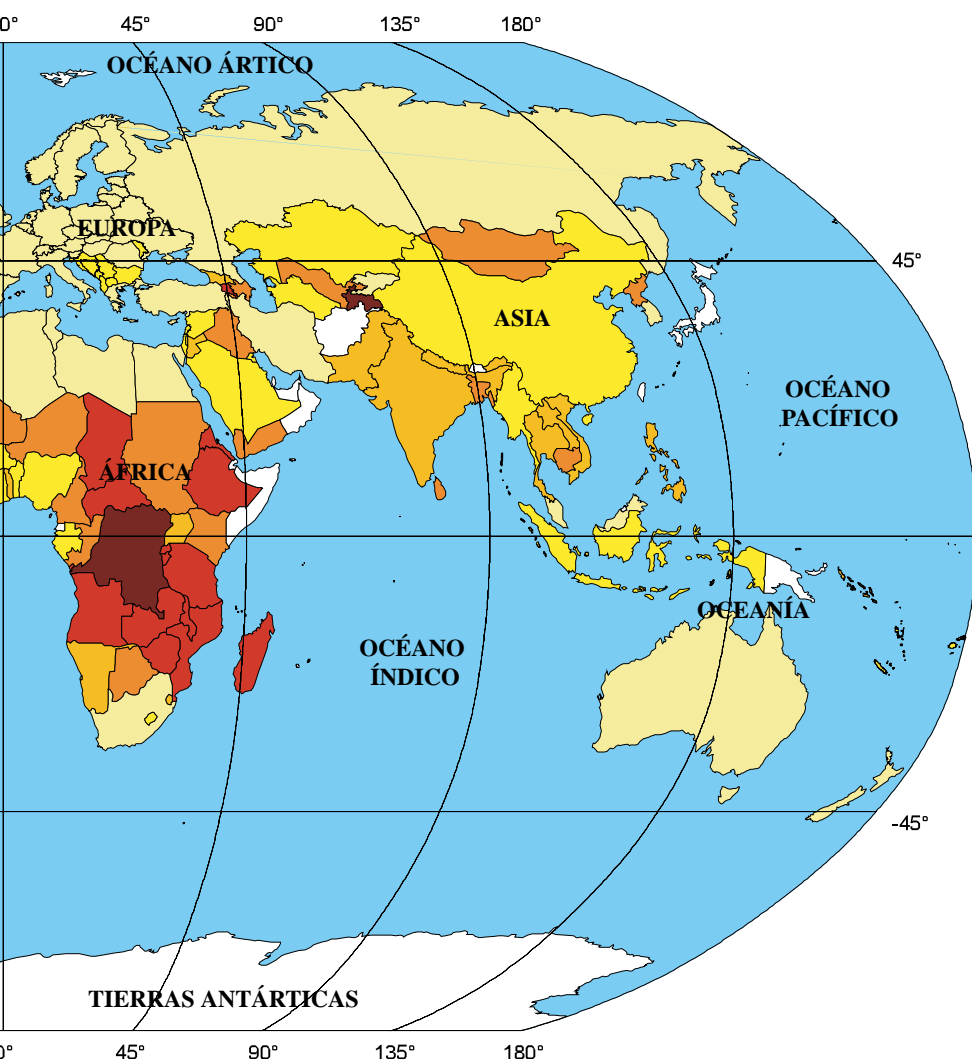 0° 45° 90° 135° 180°
OCÉANO ÁRTICO
EUROPA
45°
ASIA
OCÉANO
PACÍFICO
ÁFRICA
OCEANÍA
OCÉANO
ÍNDICO
-45°
TIERRAS ANTÁRTICAS
0° 45° 90° 135° 180°